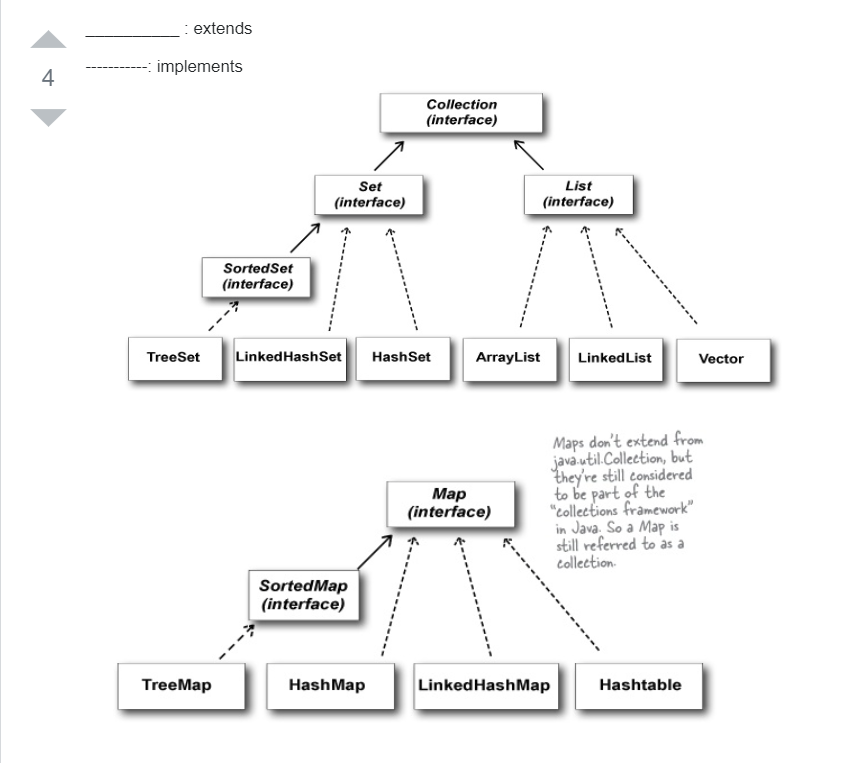 __________ : extends
4
-----------: implements
Collection
(interface)
Set
(interface)
List
(interface)
SortedSet
(interface)
TreeSet
LinkedHashSet
HashSet
ArrayList
LinkedList
Vector
Maps don't extend from
java.util.Collection, but
they're still considered
to be part of the
"collections framework"
in Java. So a Map is
still referred to as a
collection.
Map
(interface)
SortedMap
(interface)
TreeMap
HashMap
LinkedHashMap
Hashtable